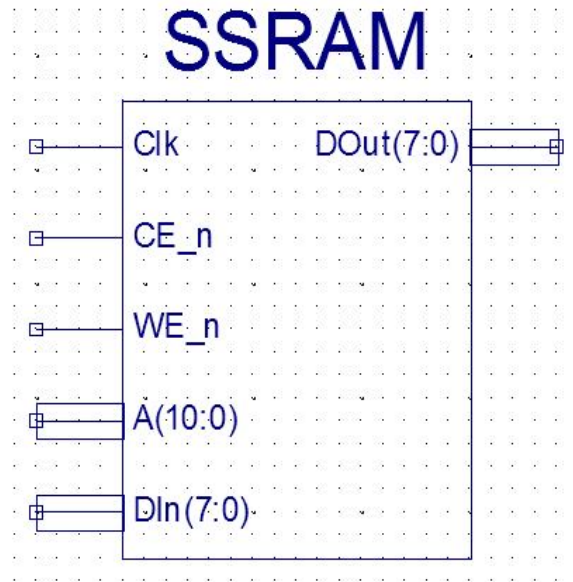 SSRAM
Clk DOut(7:0)
CE_n
WE_n
A(10:0)
DIn(7:0)